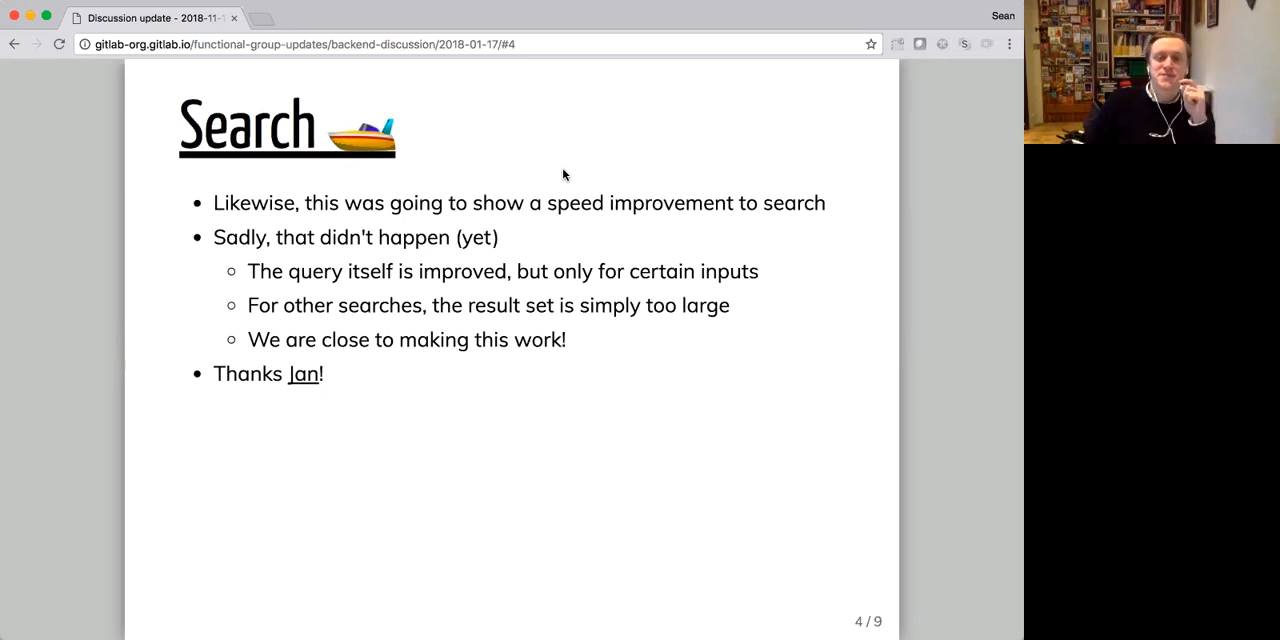 Discussion update - 2018-11-1
Sean
gitlab-org.gitlab.io/functional-group-updates/backend-discussion/2018-01-17/#4
Search
Likewise, this was going to show a speed improvement to search
Sadly, that didn't happen (yet)
The query itself is improved, but only for certain inputs
For other searches, the result set is simply too large
We are close to making this work!
Thanks Jan!
4 / 9